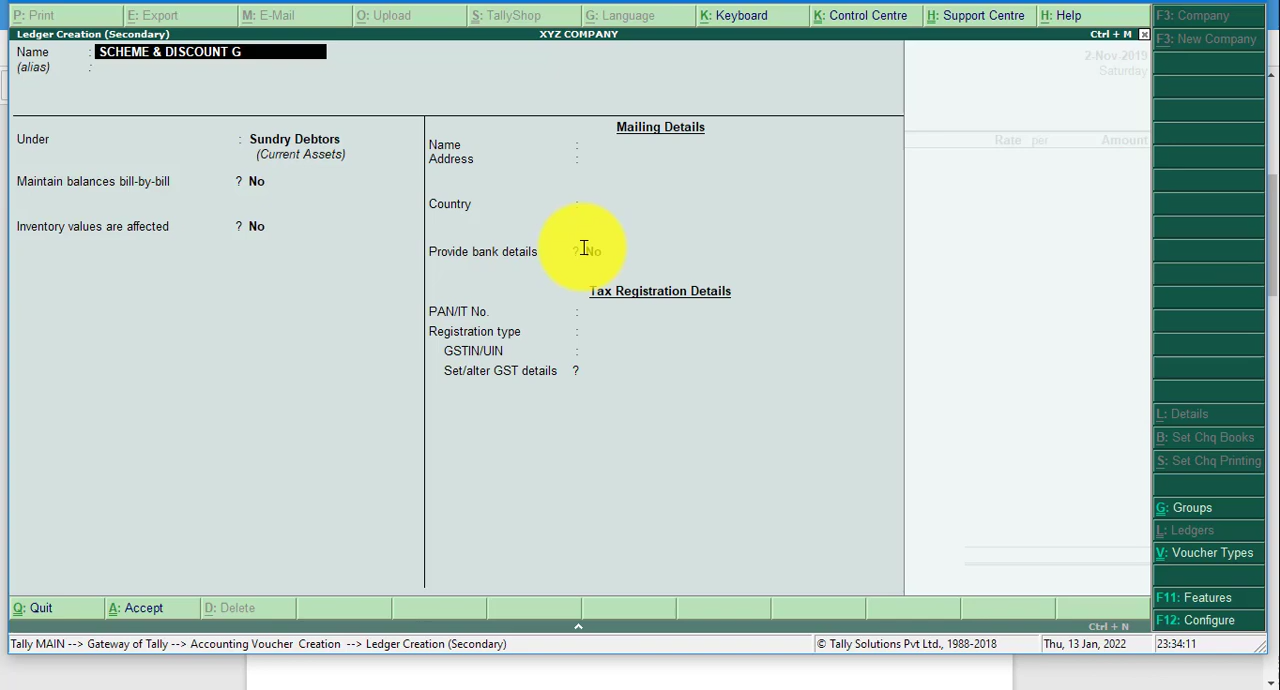 P: Print E: Export M: E-Mail O: Upload S: TallyShop G: Language K: Keyboard K: Control Centre H: Support Centre H: Help
F3: Company
F3: New Company
Ledger Creation (Secondary) XYZ COMPANY Ctrl + M
Name : SCHEME & DISCOUNT G
(alias) :
2-Nov-2019
Saturday
Rate per Amount
Under : Sundry Debtors
(Current Assets)
Maintain balances bill-by-bill ? No
Inventory values are affected ? No
Mailing Details
Name :
Address :
Country :
Provide bank details ? No
Tax Registration Details
PAN/IT No. :
Registration type :
GSTIN/UIN :
Set/alter GST details ?
L: Details
B: Set Chq Books
S: Set Chq Printing
G: Groups
L: Ledgers
V: Voucher Types
F11: Features
F12: Configure
Q: Quit A: Accept D: Delete
Ctrl + N
Tally MAIN --> Gateway of Tally --> Accounting Voucher Creation --> Ledger Creation (Secondary) © Tally Solutions Pvt Ltd., 1988-2018 Thu, 13 Jan, 2022 23:34:11